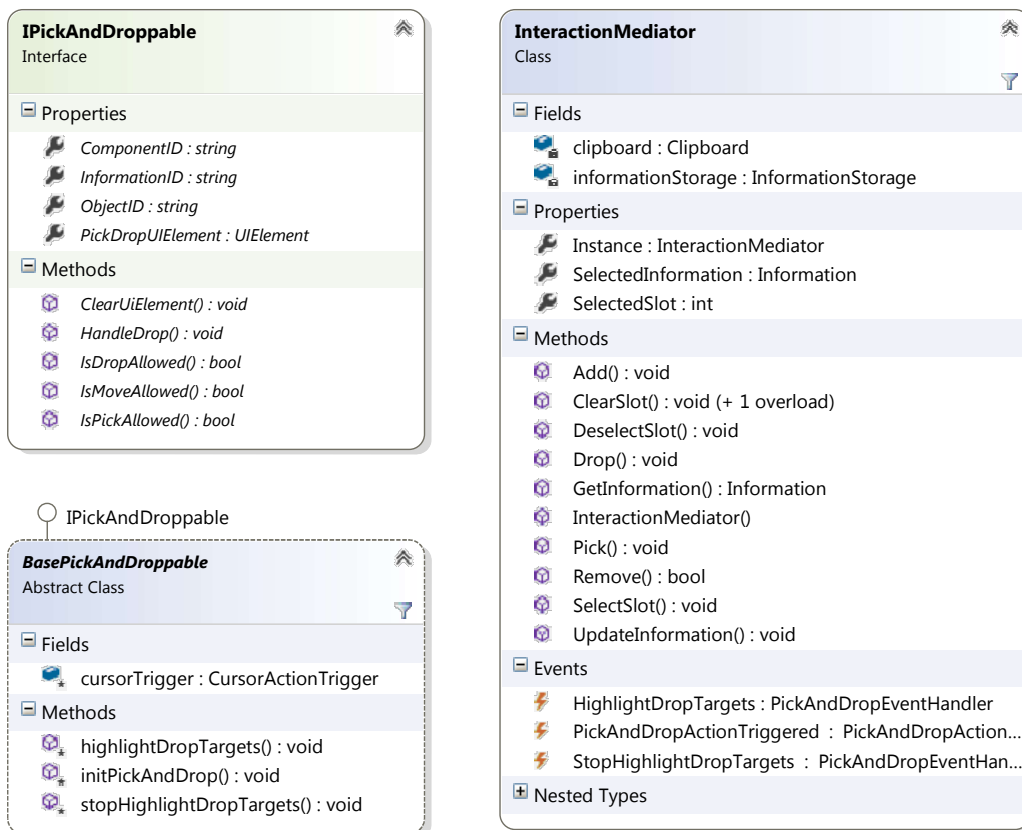 IPickAndDroppable
Interface
Properties
ComponentID : string
InformationID : string
ObjectID : string
PickDropUIElement : UIElement
Methods
ClearUiElement() : void
HandleDrop() : void
IsDropAllowed() : bool
IsMoveAllowed() : bool
IsPickAllowed() : bool
IPickAndDroppable
BasePickAndDroppable
Abstract Class
Fields
cursorTrigger : CursorActionTrigger
Methods
highlightDropTargets() : void
initPickAndDrop() : void
stopHighlightDropTargets() : void
InteractionMediator
Class
Fields
clipboard : Clipboard
informationStorage : InformationStorage
Properties
Instance : InteractionMediator
SelectedInformation : Information
SelectedSlot : int
Methods
Add() : void
ClearSlot() : void (+ 1 overload)
DeselectSlot() : void
Drop() : void
GetInformation() : Information
InteractionMediator()
Pick() : void
Remove() : bool
SelectSlot() : void
UpdateInformation() : void
Events
HighlightDropTargets : PickAndDropEventHandler
PickAndDropActionTriggered : PickAndDropAction...
StopHighlightDropTargets : PickAndDropEventHan...
Nested Types